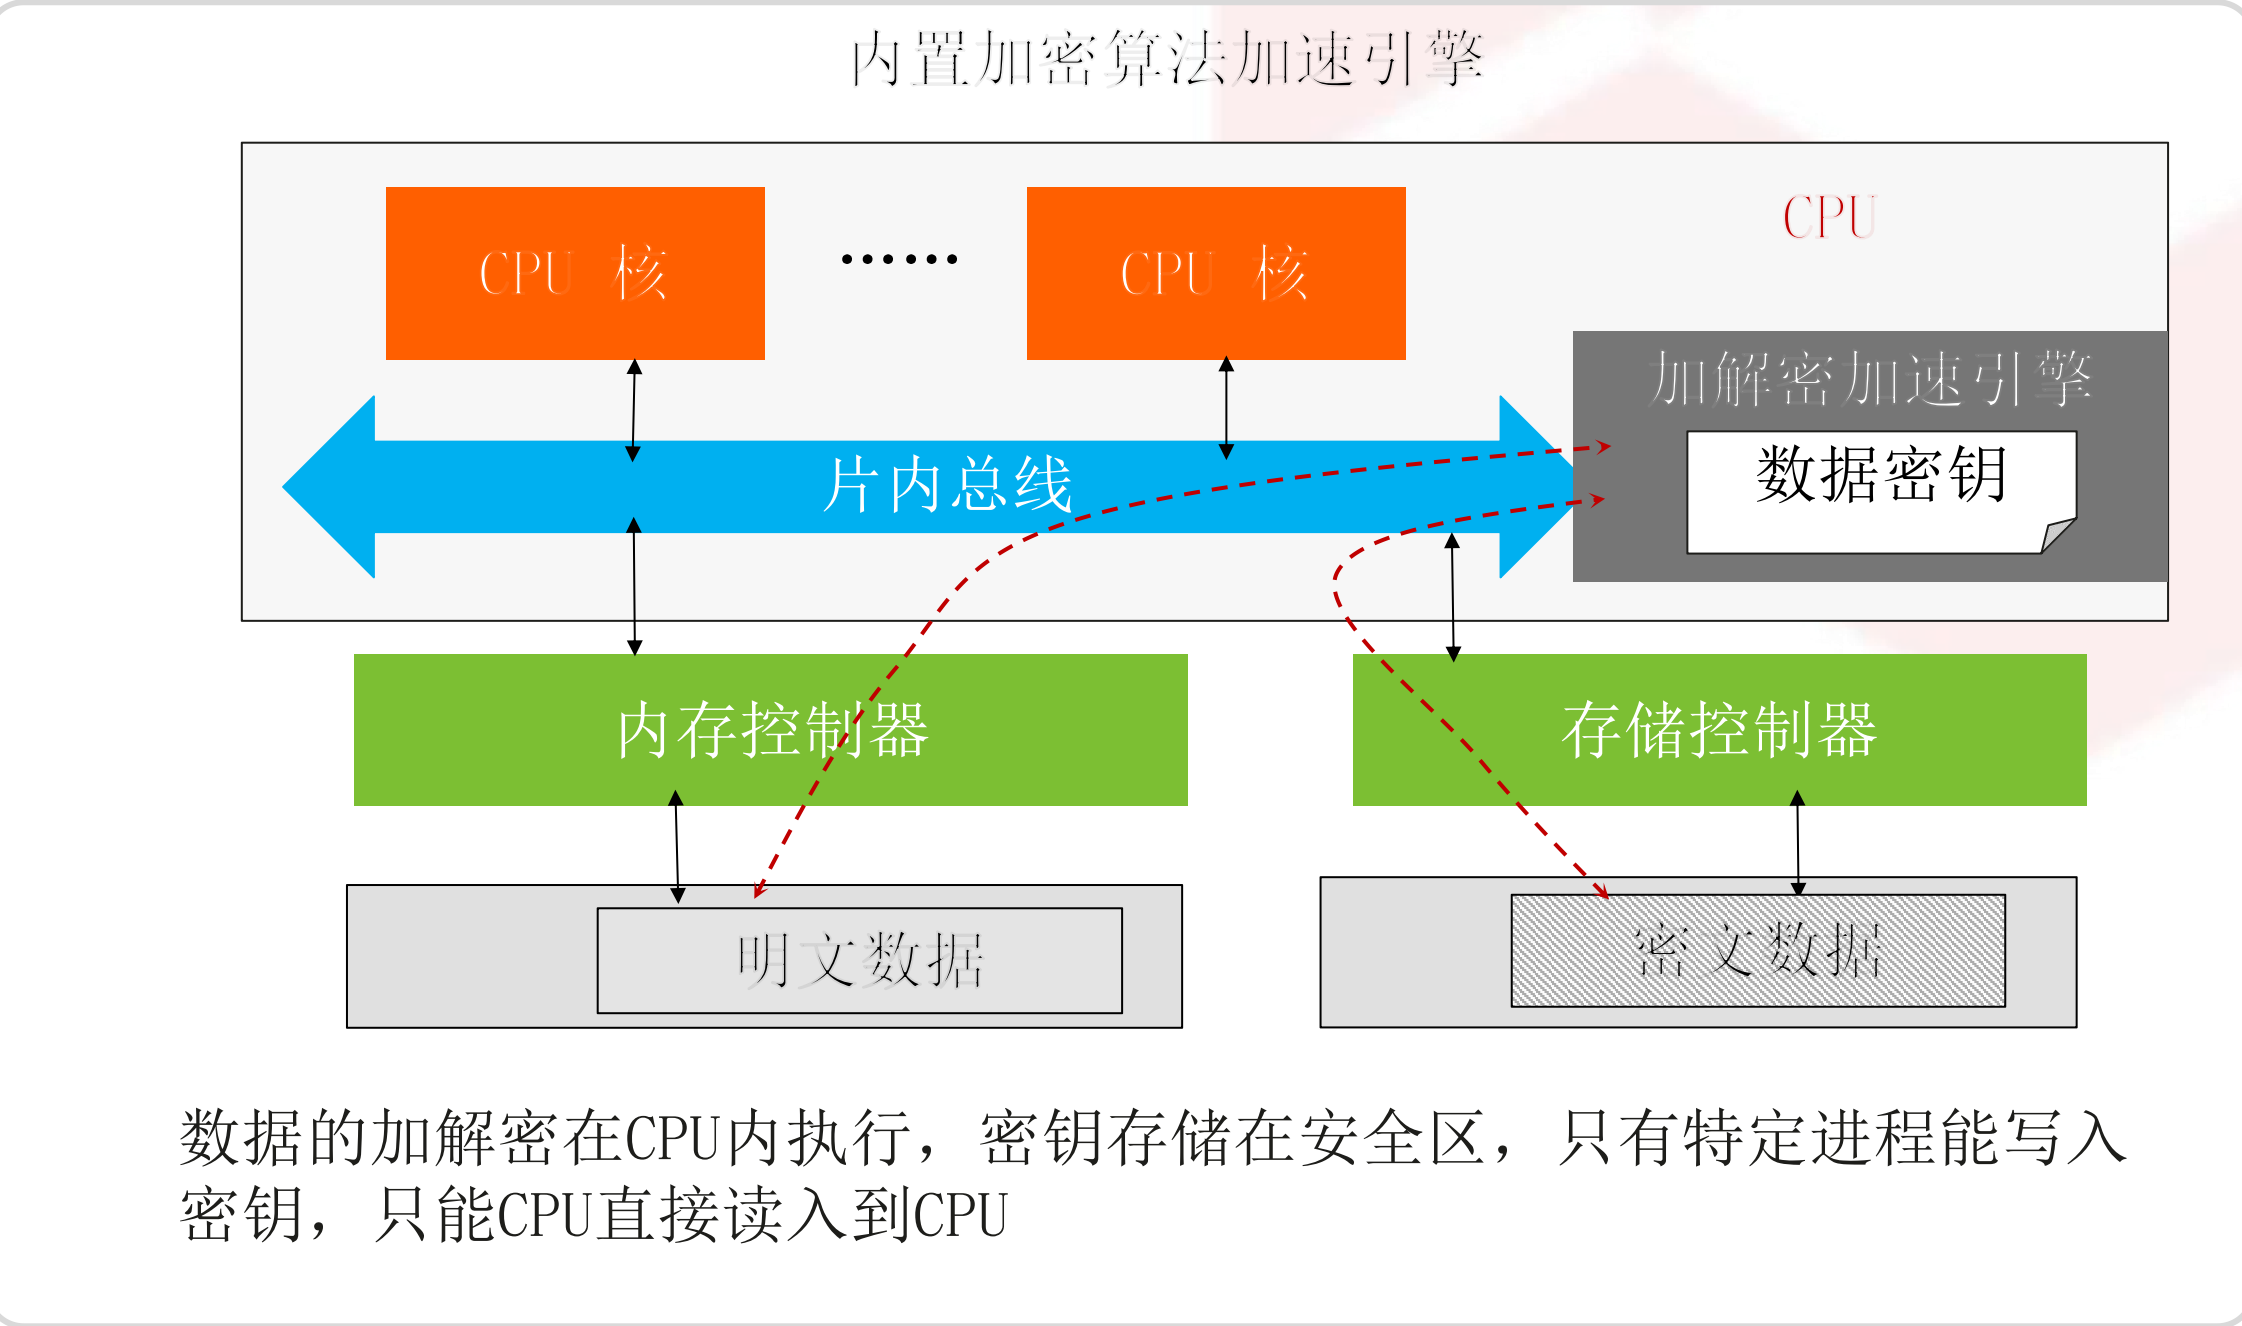 内置加密算法加速引擎
CPU 核
……
CPU 核
CPU
加解密加速引擎
数据密钥
片内总线
内存控制器
存储控制器
明文数据
密文数据
数据的加解密在CPU内执行，密钥存储在安全区，只有特定进程能写入
密钥，只能CPU直接读入到CPU